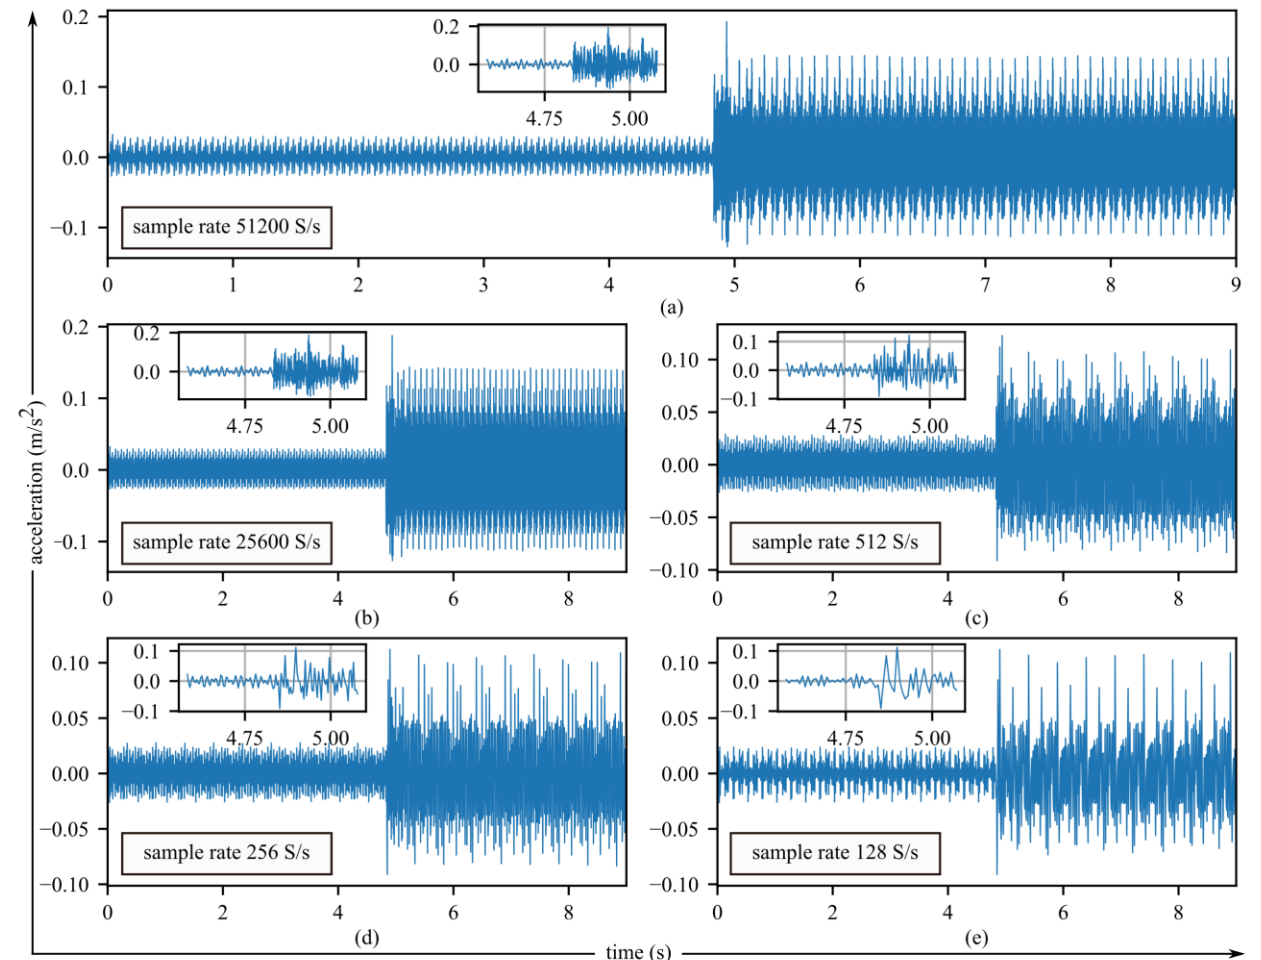 0.2
0.1
0.0
−0.1
0.2
0.0
4.75 5.00
sample rate 51200 S/s
0 1 2 3 4 5 6 7 8 9
(a)
acceleration (m/s²)
0.2
0.1
0.0
−0.1
0.2
0.0
4.75 5.00
sample rate 25600 S/s
0 2 4 6 8
(b)
0.10
0.05
0.00
−0.05
−0.10
0.1
0.0
−0.1
4.75 5.00
sample rate 512 S/s
0 2 4 6 8
(c)
0.10
0.05
0.00
−0.05
−0.10
0.1
0.0
−0.1
4.75 5.00
sample rate 256 S/s
0 2 4 6 8
(d)
0.10
0.05
0.00
−0.05
−0.10
0.1
0.0
−0.1
4.75 5.00
sample rate 128 S/s
0 2 4 6 8
(e)
time (s)